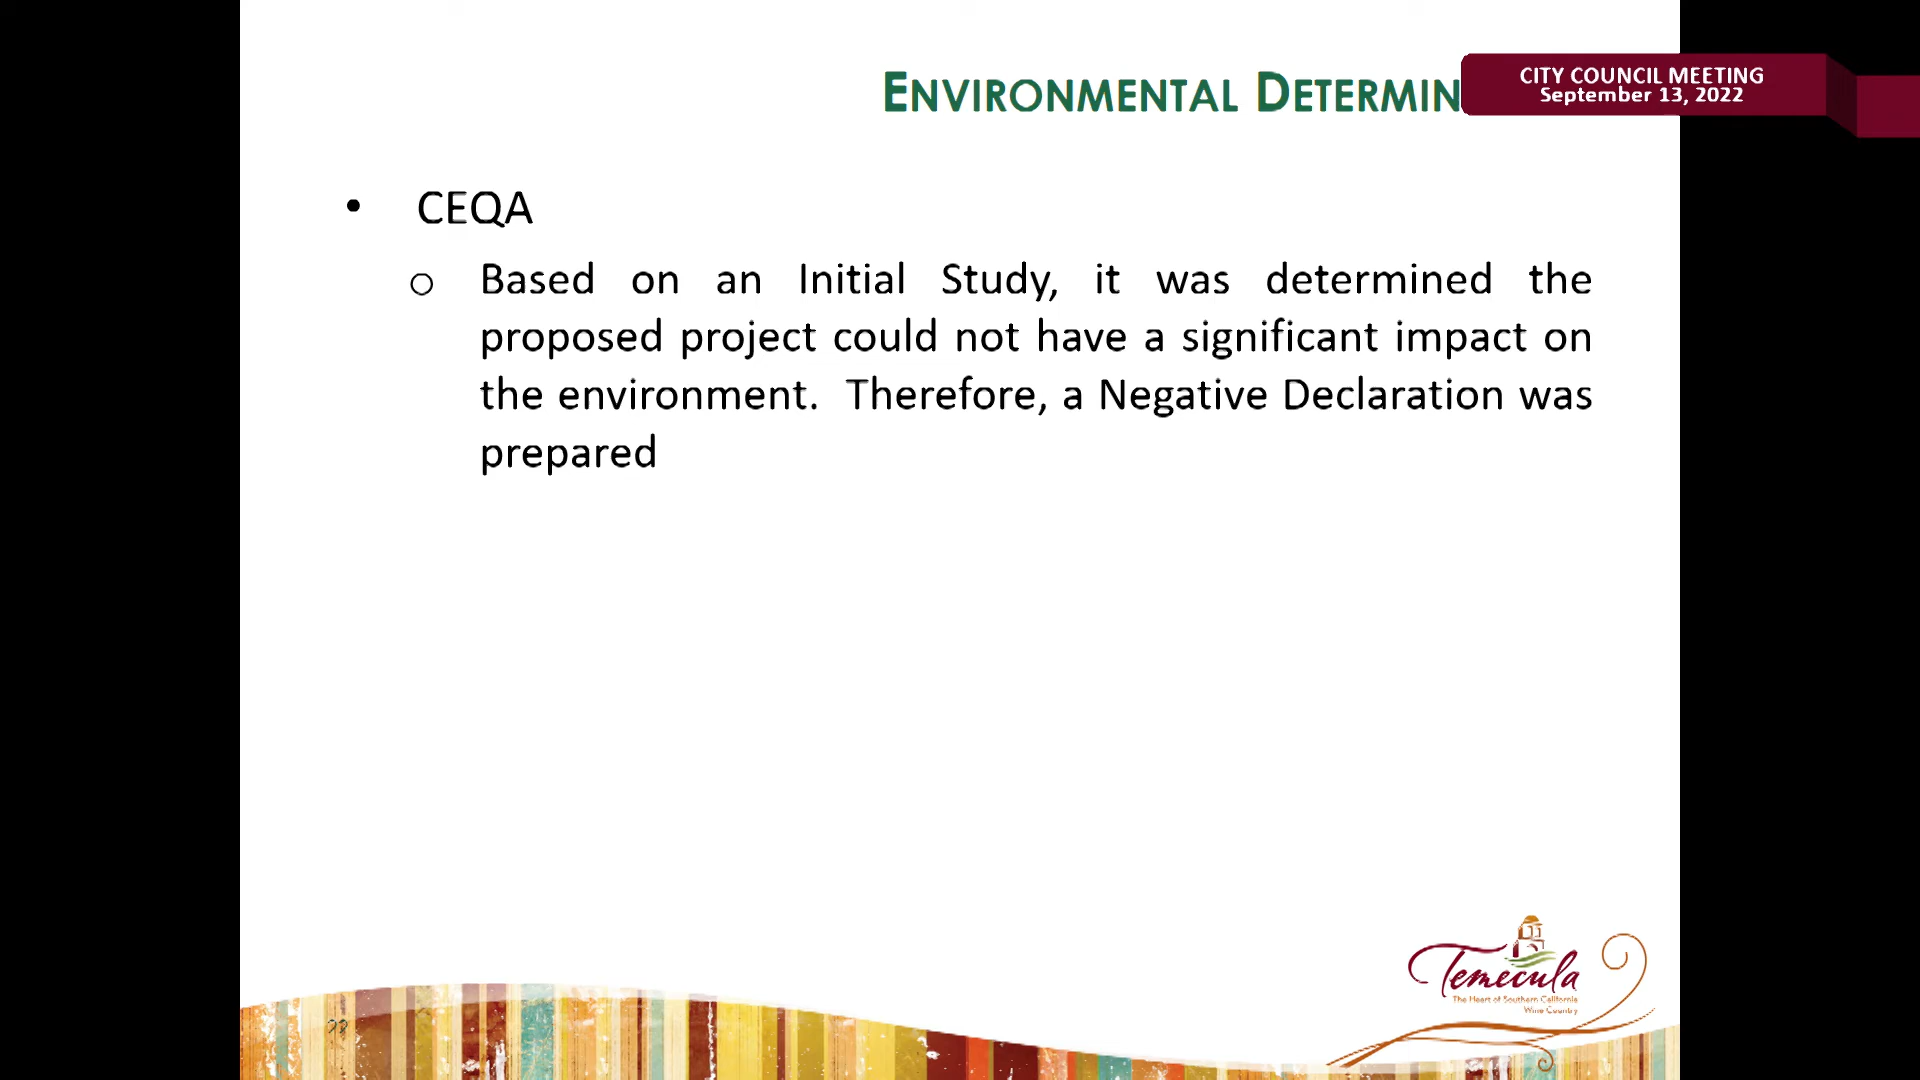 ENVIRONMENTAL DETERMIN
CITY COUNCIL MEETING
September 13, 2022
• CEQA
o Based on an Initial Study, it was determined the
proposed project could not have a significant impact on
the environment. Therefore, a Negative Declaration was
prepared
Temecula
The Heart of Southern California
Wine Country
22